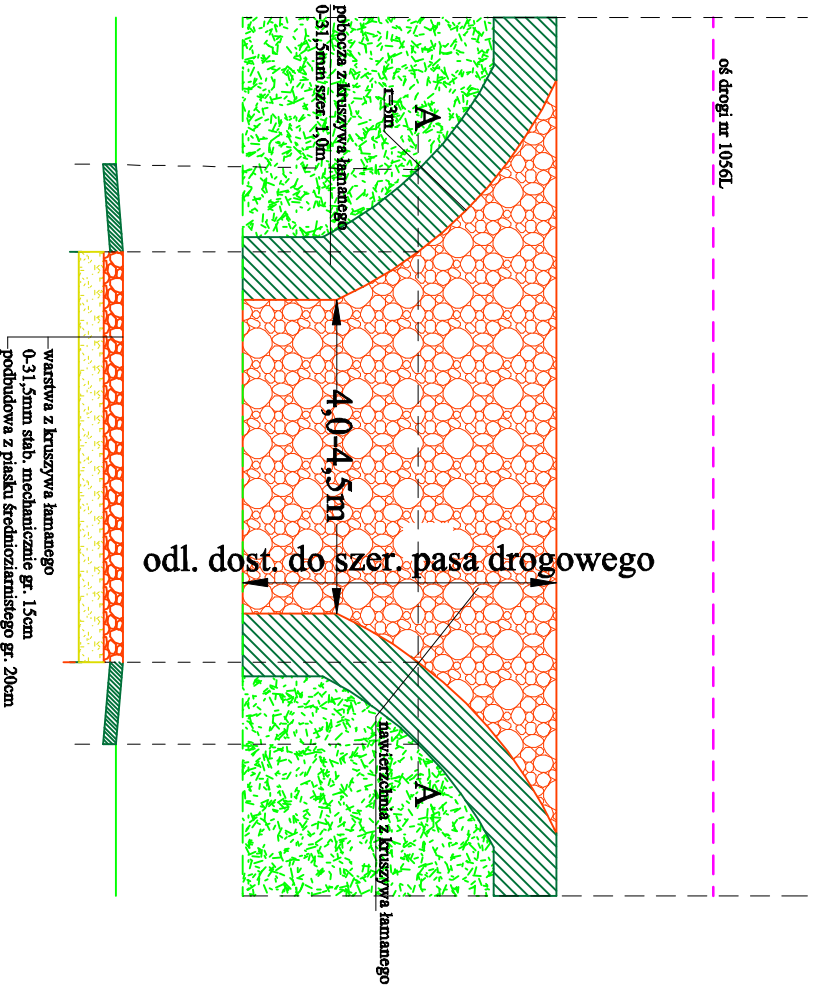 oś drogi nr 1056L
A
r=3m
pobocza z kruszywa łamanego
0-31,5mm szer. 1,0m
4,0-4,5m
odl. dost. do szer. pasa drogowego
A
nawierzchnia z kruszywa łamanego
warstwa z kruszywa łamanego
0-31,5mm stab. mechanicznie gr. 15cm
podbudowa z piasku średnioziarnistego gr. 20cm